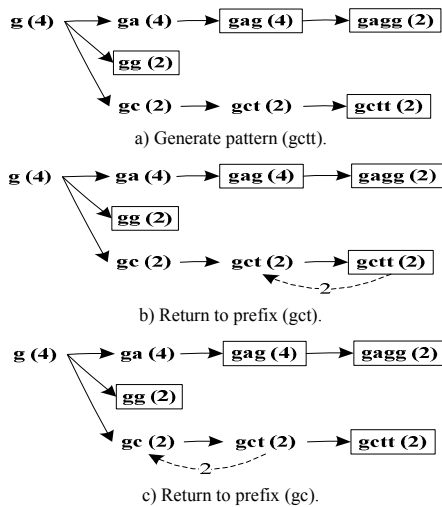 g (4) ga (4) gag (4) gagg (2)
gg (2)
gc (2) gct (2) gctt (2)
a) Generate pattern (gctt).
g (4) ga (4) gag (4) gagg (2)
gg (2)
gc (2) gct (2) gctt (2)
2
b) Return to prefix (gct).
g (4) ga (4) gag (4) gagg (2)
gg (2)
gc (2) gct (2) gctt (2)
2
c) Return to prefix (gc).